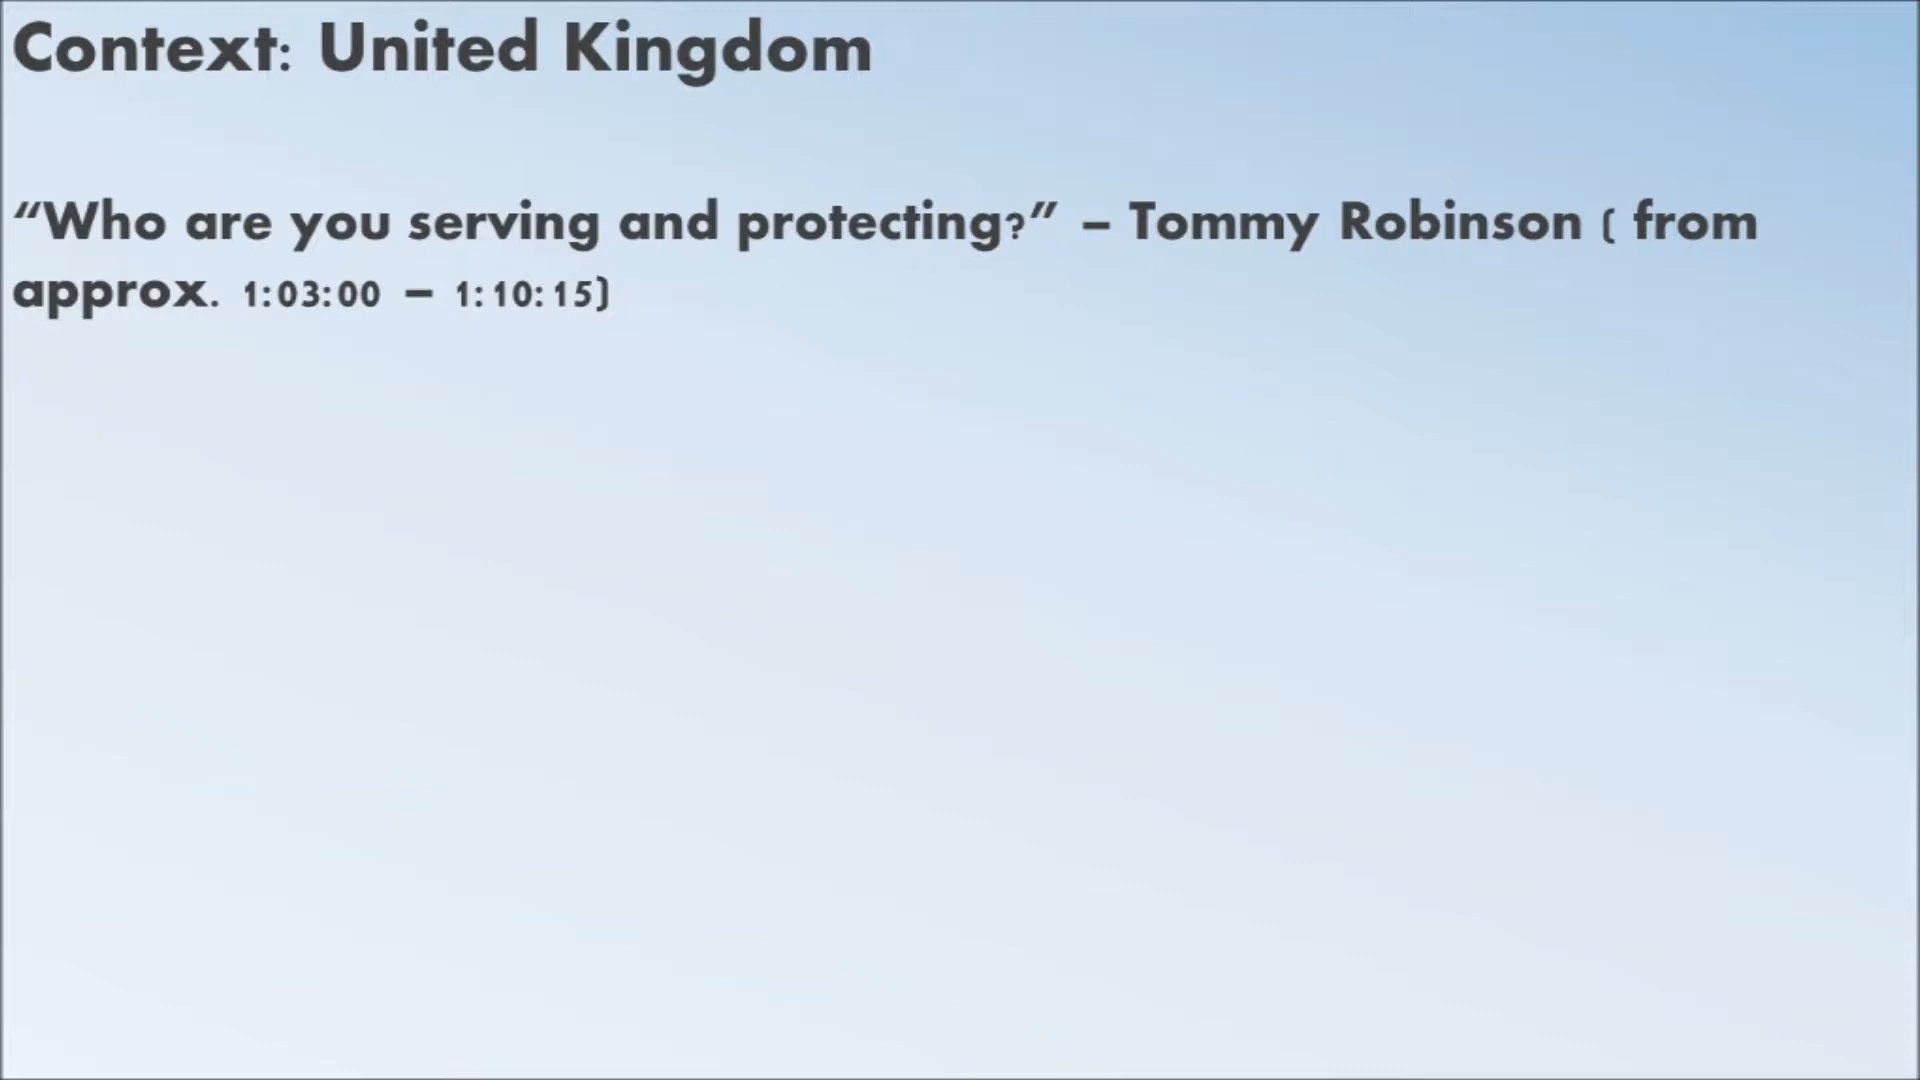 Context: United Kingdom
“Who are you serving and protecting?” – Tommy Robinson ( from
approx. 1:03:00 – 1:10:15)